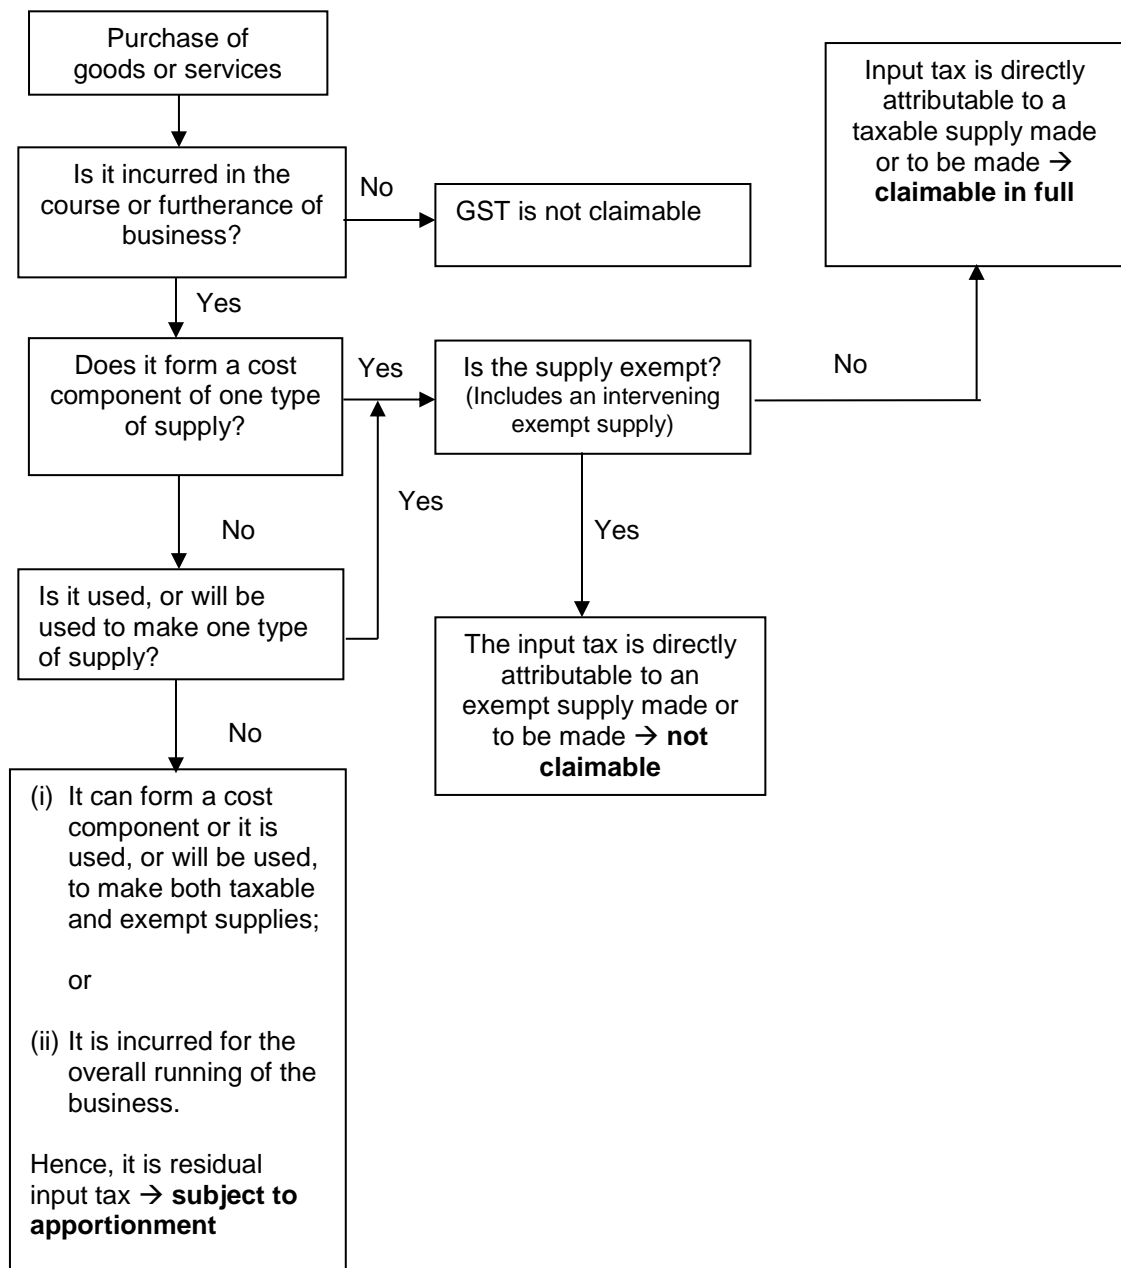 Purchase of
goods or services
Is it incurred in the
course or furtherance of
business?
No
GST is not claimable
Input tax is directly
attributable to a
taxable supply made
or to be made →
claimable in full
Yes
Does it form a cost
component of one type
of supply?
Yes
Is the supply exempt?
(Includes an intervening
exempt supply)
No
No
Yes
Yes
Is it used, or will be
used to make one type
of supply?
The input tax is directly
attributable to an
exempt supply made or
to be made → not
claimable
No
(i) It can form a cost
component or it is
used, or will be used,
to make both taxable
and exempt supplies;
or
(ii) It is incurred for the
overall running of the
business.
Hence, it is residual
input tax → subject to
apportionment